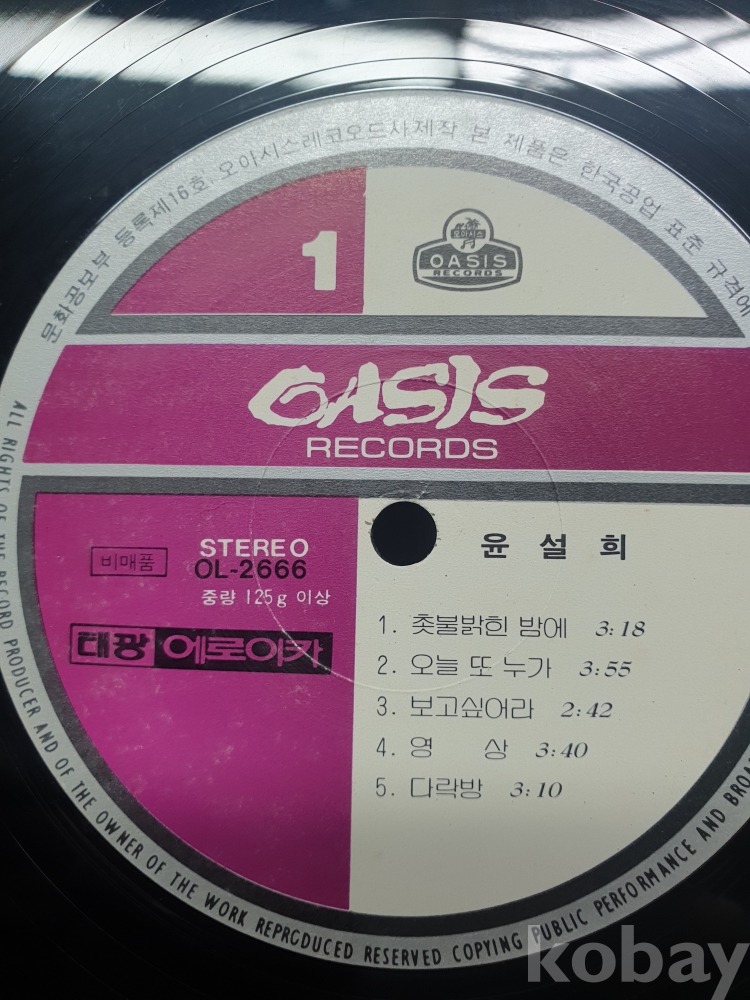 문화공보부 등록제16호. 오아시스레코오드사제작 본 제품은 한국공업 표준 규격에
1
오아시스
OASIS
RECORDS
OASIS
RECORDS
비매품
STEREO
OL-2666
중량 125g 이상
대광 에로이카
윤 설 희
1. 촛불밝힌 밤에 3:18
2. 오늘 또 누가 3:55
3. 보고싶어라 2:42
4. 영 상 3:40
5. 다락방 3:10
ALL RIGHTS OF THE RECORD PRODUCER AND OF THE OWNER OF THE WORK REPRODUCED RESERVED COPYING PUBLIC PERFORMANCE AND
kobay